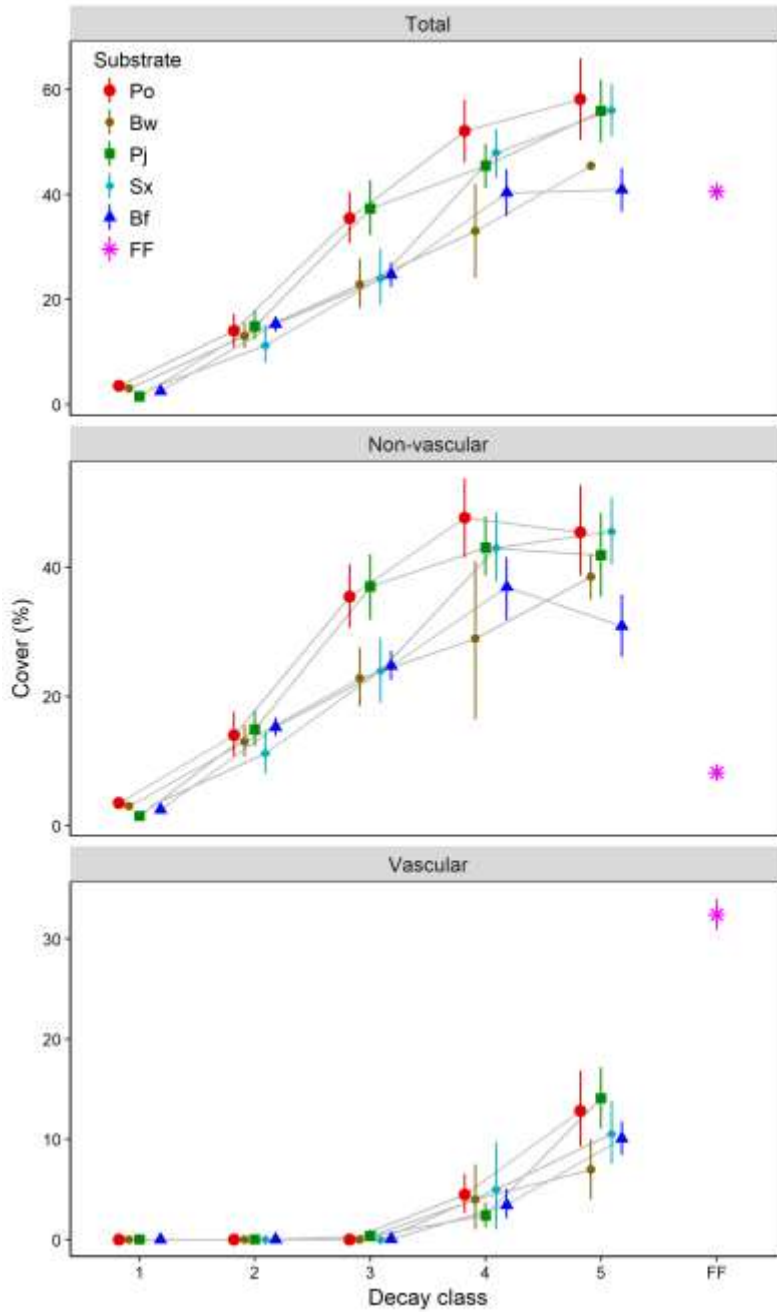 Total
Substrate
Po
Bw
Pj
Sx
Bf
FF
60
40
20
0
Non-vascular
40
20
0
Cover (%)
Vascular
30
20
10
0
1 2 3 4 5 FF
Decay class